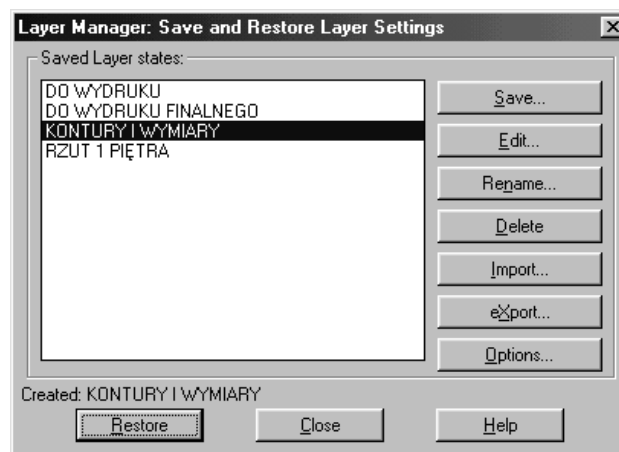 Layer Manager: Save and Restore Layer Settings
Saved Layer states:
DO WYDRUKU
DO WYDRUKU FINALNEGO
KONTURY I WYMIARY
RZUT 1 PIĘTRA
Save...
Edit...
Rename...
Delete
Import...
eXport...
Options...
Created: KONTURY I WYMIARY
Restore
Close
Help